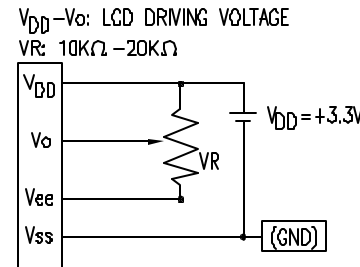 VDD-Vo: LCD DRIVING VOLTAGE
VR: 10KΩ-20KΩ
VDD
VDD=+3.3V
Vo
VR
Vee
Vss
(GND)